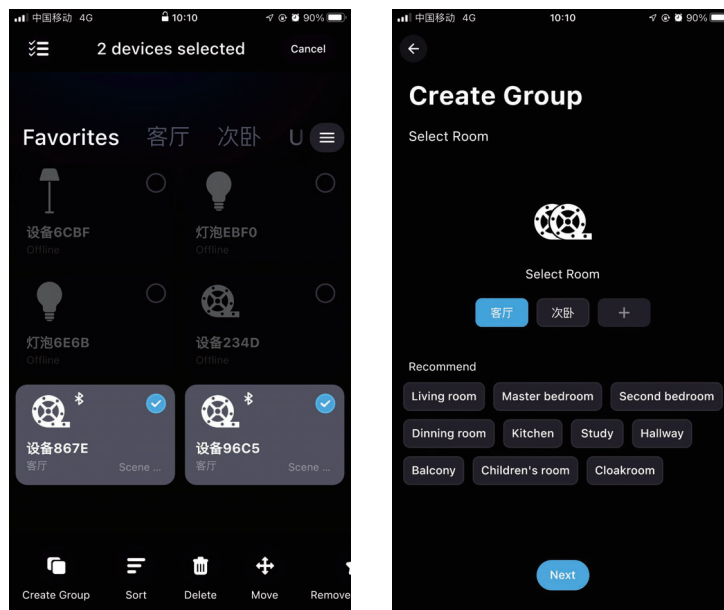 中国移动 4G 10:10 90%
2 devices selected Cancel
Favorites 客厅 次卧 U
设备6CBF
Offline
灯泡EBF0
Offline
灯泡6E6B
Offline
设备234D
Offline
设备867E
客厅 Scene ...
设备96C5
客厅 Scene ...
Create Group Sort Delete Move Remove
中国移动 4G 10:10 90%
Create Group
Select Room
Select Room
客厅 次卧 +
Recommend
Living room Master bedroom Second bedroom
Dinning room Kitchen Study Hallway
Balcony Children's room Cloakroom
Next